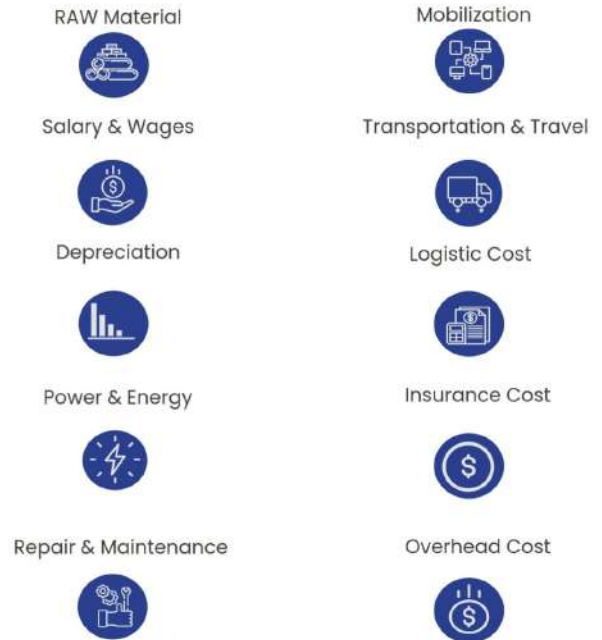 RAW Material
Mobilization
Salary & Wages
Transportation & Travel
Depreciation
Logistic Cost
Power & Energy
Insurance Cost
Repair & Maintenance
Overhead Cost